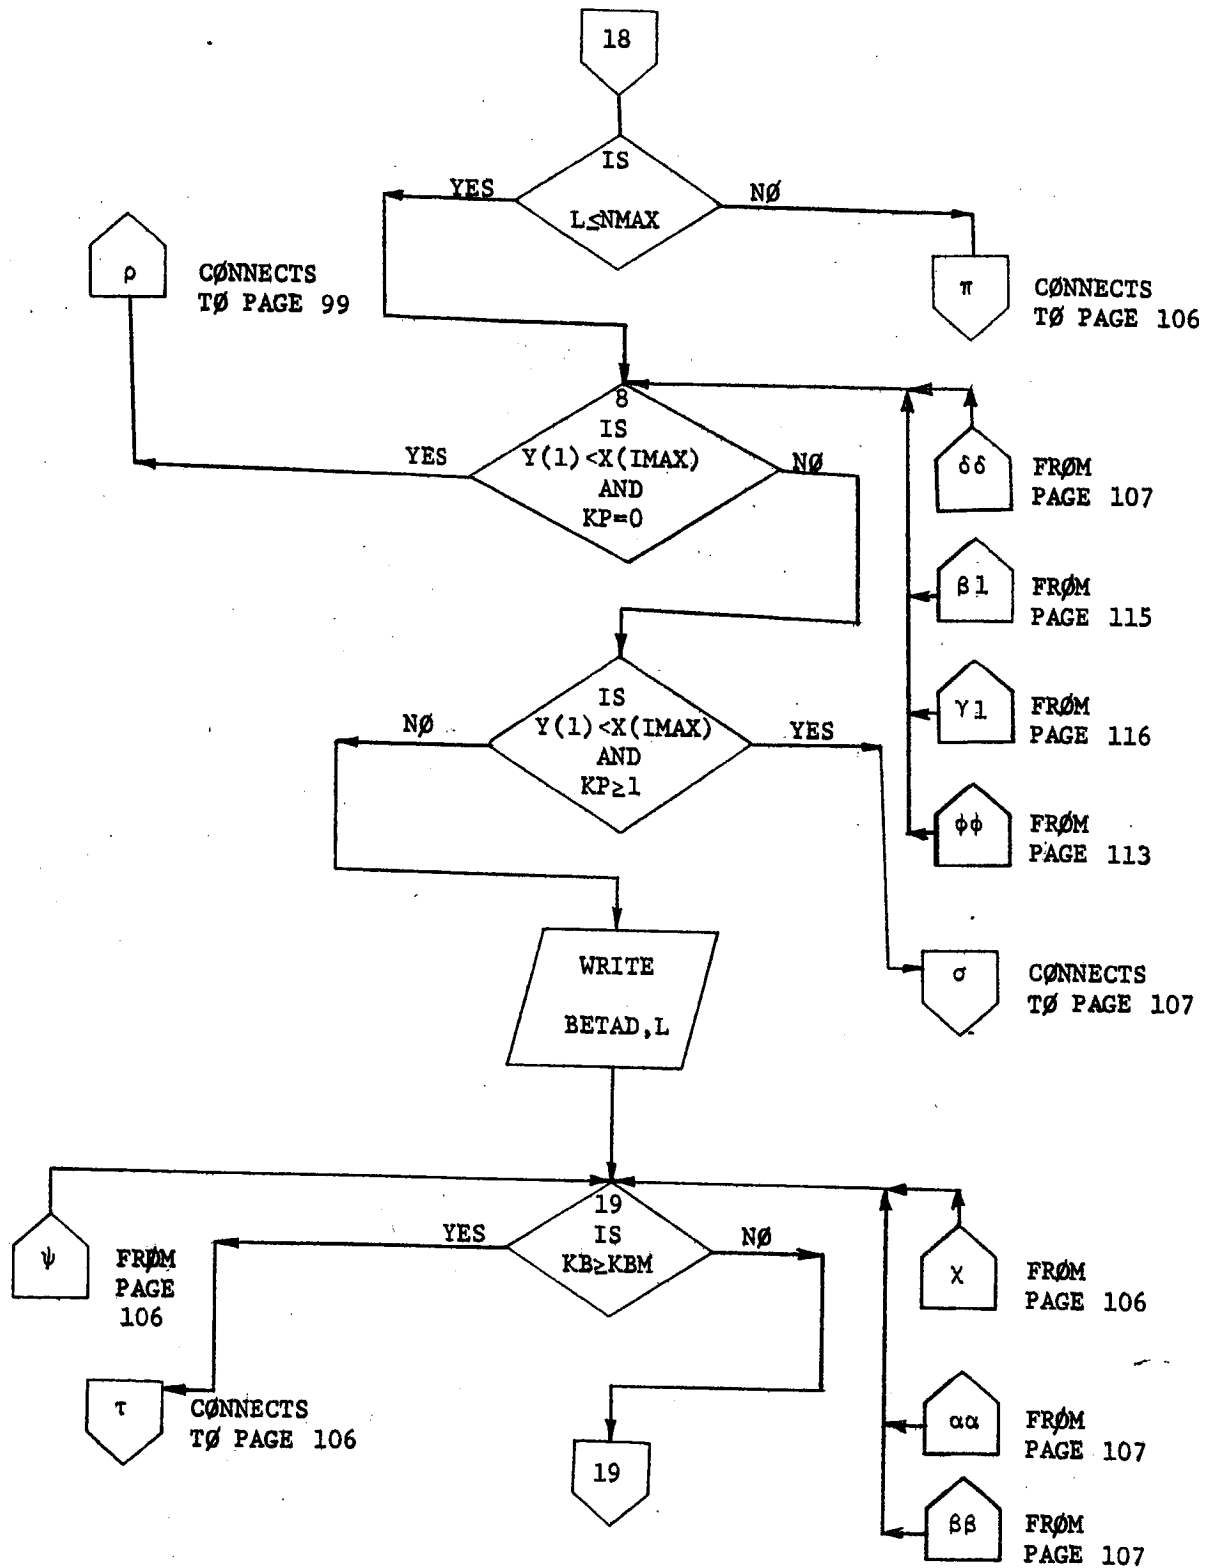 18
IS
L≤NMAX
YES
NØ
ρ
CØNNECTS
TØ PAGE 99
π
CØNNECTS
TØ PAGE 106
8
IS
Y(1)<X(IMAX)
AND
KP=0
YES
NØ
δδ
FRØM
PAGE 107
β1
FRØM
PAGE 115
IS
Y(1)<X(IMAX)
AND
KP≥1
NØ
YES
γ1
FRØM
PAGE 116
ϕϕ
FRØM
PAGE 113
WRITE
BETAD,L
σ
CØNNECTS
TØ PAGE 107
19
IS
KB≥KBM
YES
NØ
ψ
FRØM
PAGE
106
χ
FRØM
PAGE 106
τ
CØNNECTS
TØ PAGE 106
19
αα
FRØM
PAGE 107
ββ
FRØM
PAGE 107